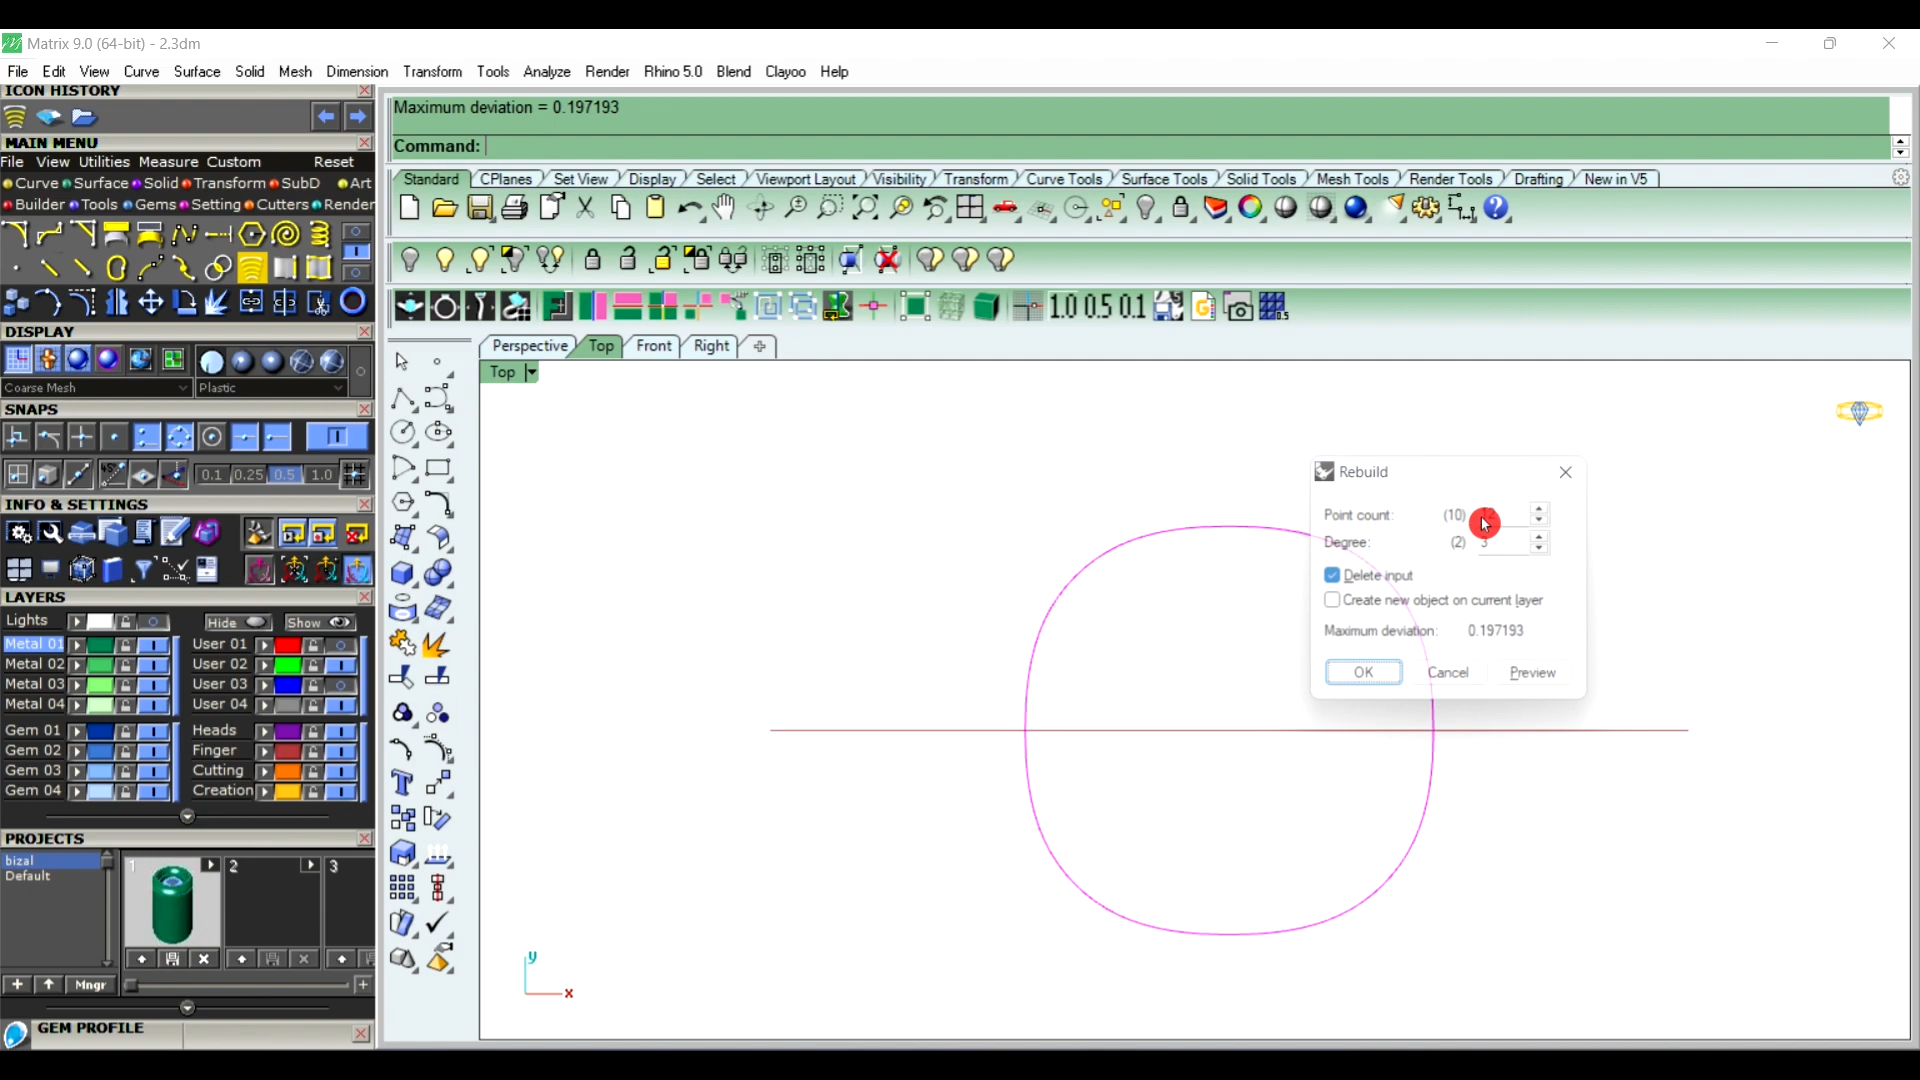 Matrix 9.0 (64-bit) - 2.3dm
File Edit View Curve Surface Solid Mesh Dimension Transform Tools Analyze Render Rhino 5.0 Blend Clayoo Help
ICON HISTORY
MAIN MENU
File View Utilities Measure Custom Reset
Curve Surface Solid Transform SubD Art
Builder Tools Gems Setting Cutters Render
DISPLAY
Coarse Mesh Plastic
SNAPS
0.1 0.25 0.5 1.0
INFO & SETTINGS
LAYERS
Lights Hide Show
Metal 01 User 01
Metal 02 User 02
Metal 03 User 03
Metal 04 User 04
Gem 01 Heads
Gem 02 Finger
Gem 03 Cutting
Gem 04 Creation
PROJECTS
bizal
Default
1 2 3
Mngr
GEM PROFILE
Maximum deviation = 0.197193
Command:
Standard CPlanes Set View Display Select Viewport Layout Visibility Transform Curve Tools Surface Tools Solid Tools Mesh Tools Render Tools Drafting New in V5
1.0 0.5 0.1
Perspective Top Front Right
Top
Rebuild
Point count: (10)
Degree: (2) 3
Delete input
Create new object on current layer
Maximum deviation: 0.197193
OK Cancel Preview
y
x